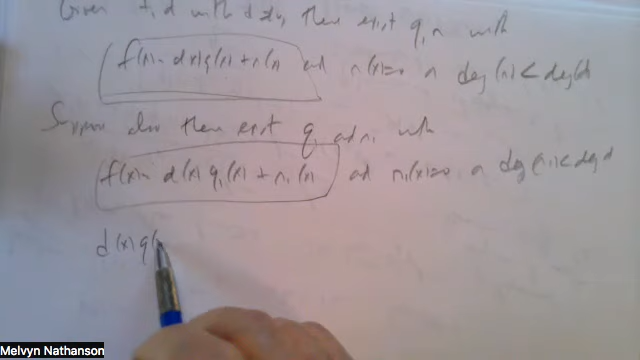 Given f, d with d≠0, then exist q, r with
f(x) = d(x)q(x) + r(x) and r(x)=0 or deg(r) < deg(d)
Suppose also there exist q₁ and r₁ with
f(x) = d(x) q₁(x) + r₁(x) and r₁(x)=0 or deg r₁ < deg d
d(x) q(x
Melvyn Nathanson